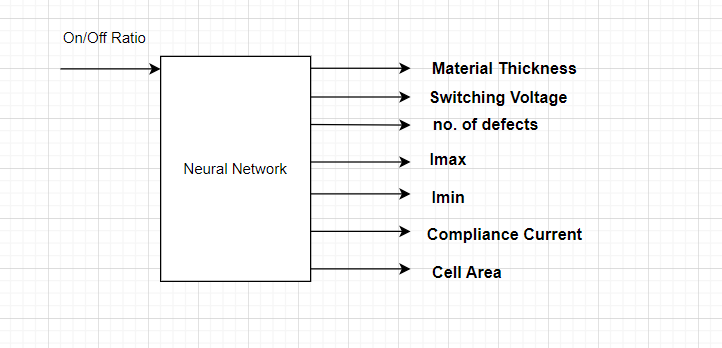 On/Off Ratio
Material Thickness
Switching Voltage
no. of defects
Imax
Neural Network
Imin
Compliance Current
Cell Area